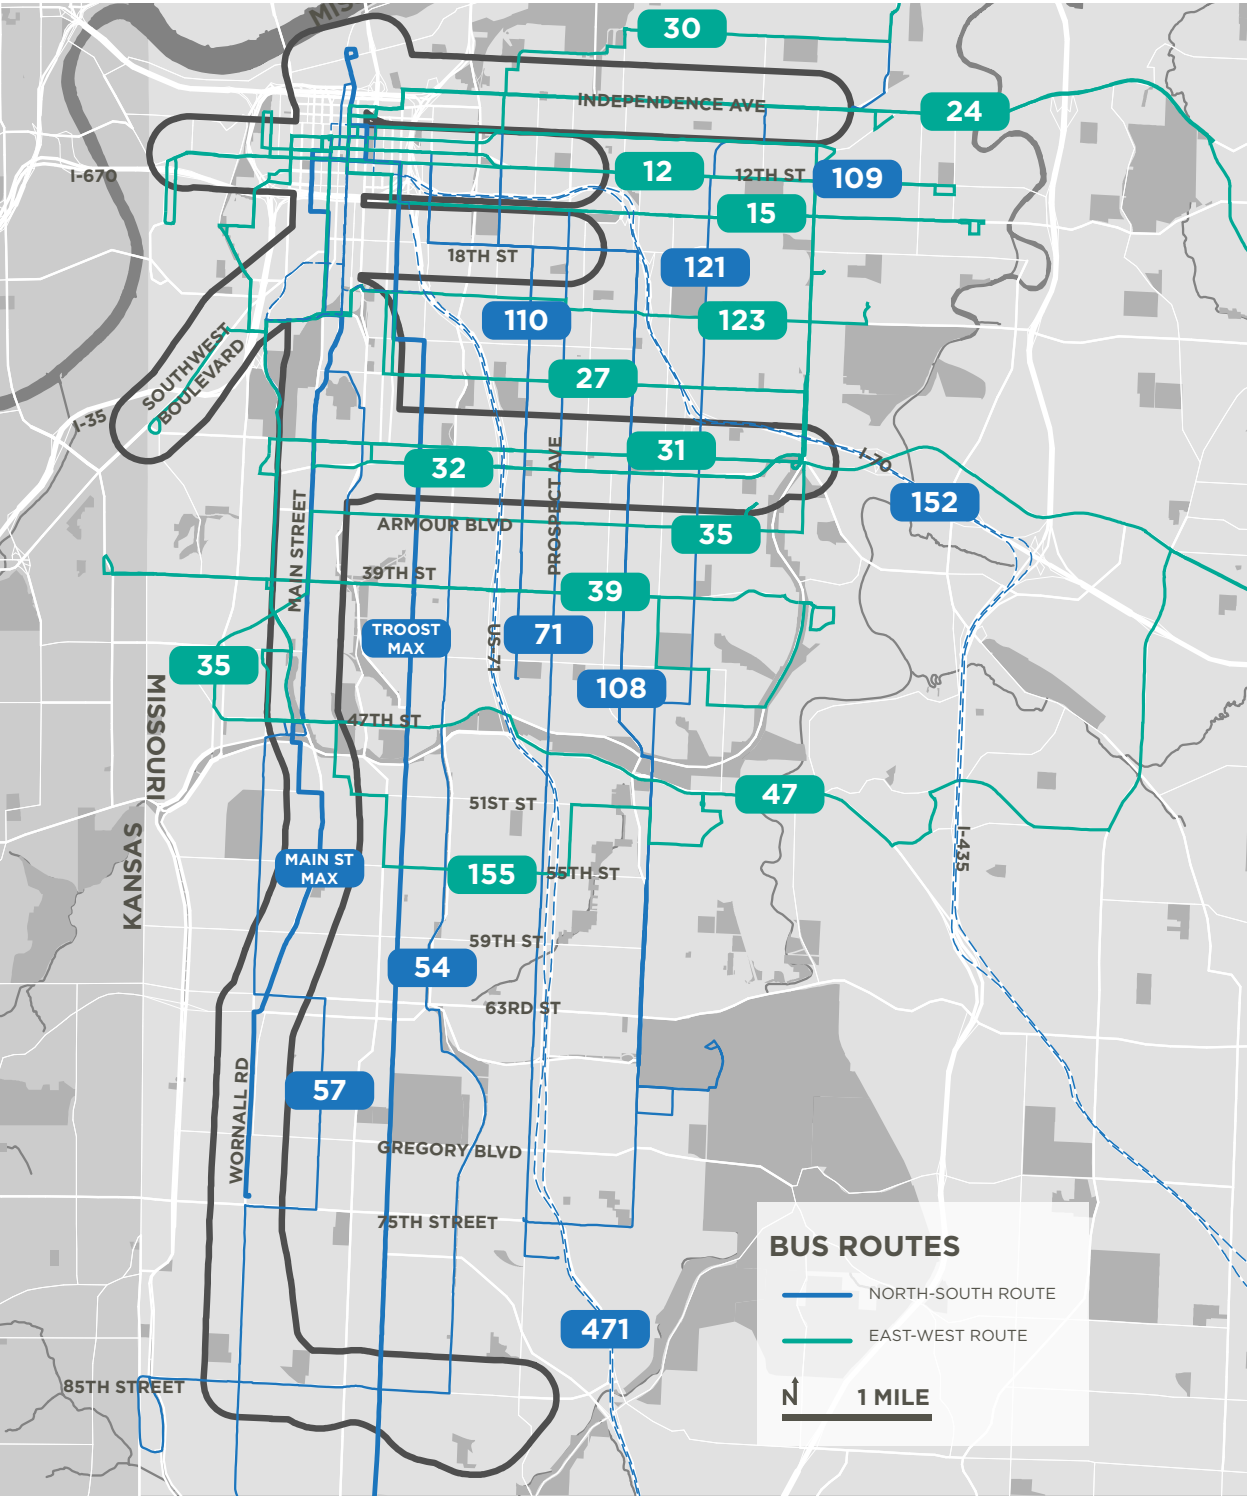 MIS
30
INDEPENDENCE AVE
24
I-670
12
12TH ST
109
15
18TH ST
121
110
123
SOUTHWEST
BOULEVARD
27
I-35
31
32
PROSPECT AVE
I-70
152
MAIN STREET
ARMOUR BLVD
35
39TH ST
39
TROOST
MAX
US-71
71
35
108
MISSOURI
47TH ST
51ST ST
47
KANSAS
I-435
MAIN ST
MAX
155
55TH ST
59TH ST
54
63RD ST
WORNALL RD
57
GREGORY BLVD
75TH STREET
BUS ROUTES
NORTH-SOUTH ROUTE
471
EAST-WEST ROUTE
85TH STREET
N
1 MILE